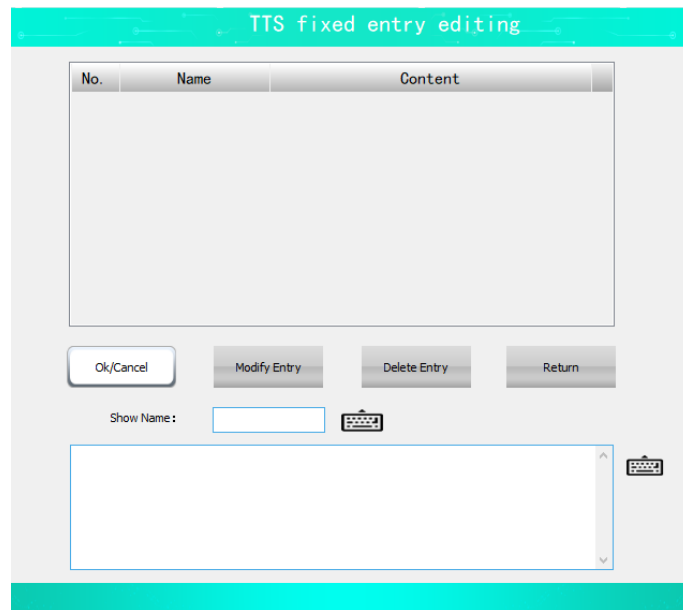 TTS fixed entry editing
No. Name Content
Ok/Cancel Modify Entry Delete Entry Return
Show Name: